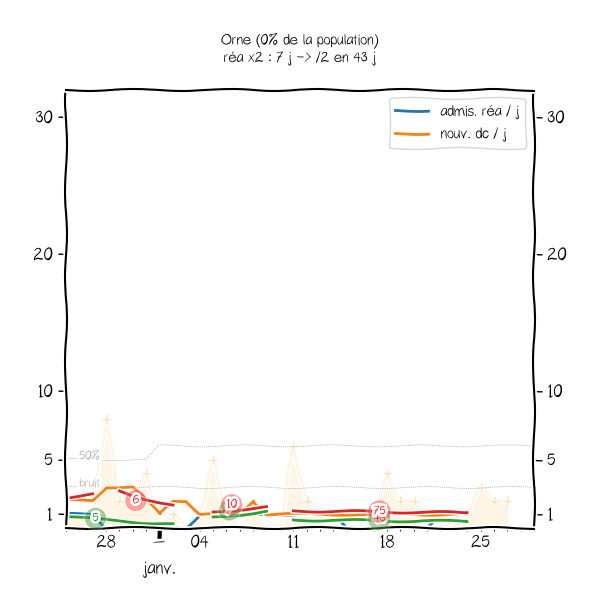 Orne (0% de la population)
réa x2 : 7 j -> /2 en 43 j
admis. réa / j
nouv. dc / j
30 30
20 20
10 10
5 50% 5
bruit
6 10 75
1 5 1
28 1 04 11 18 25
janv.